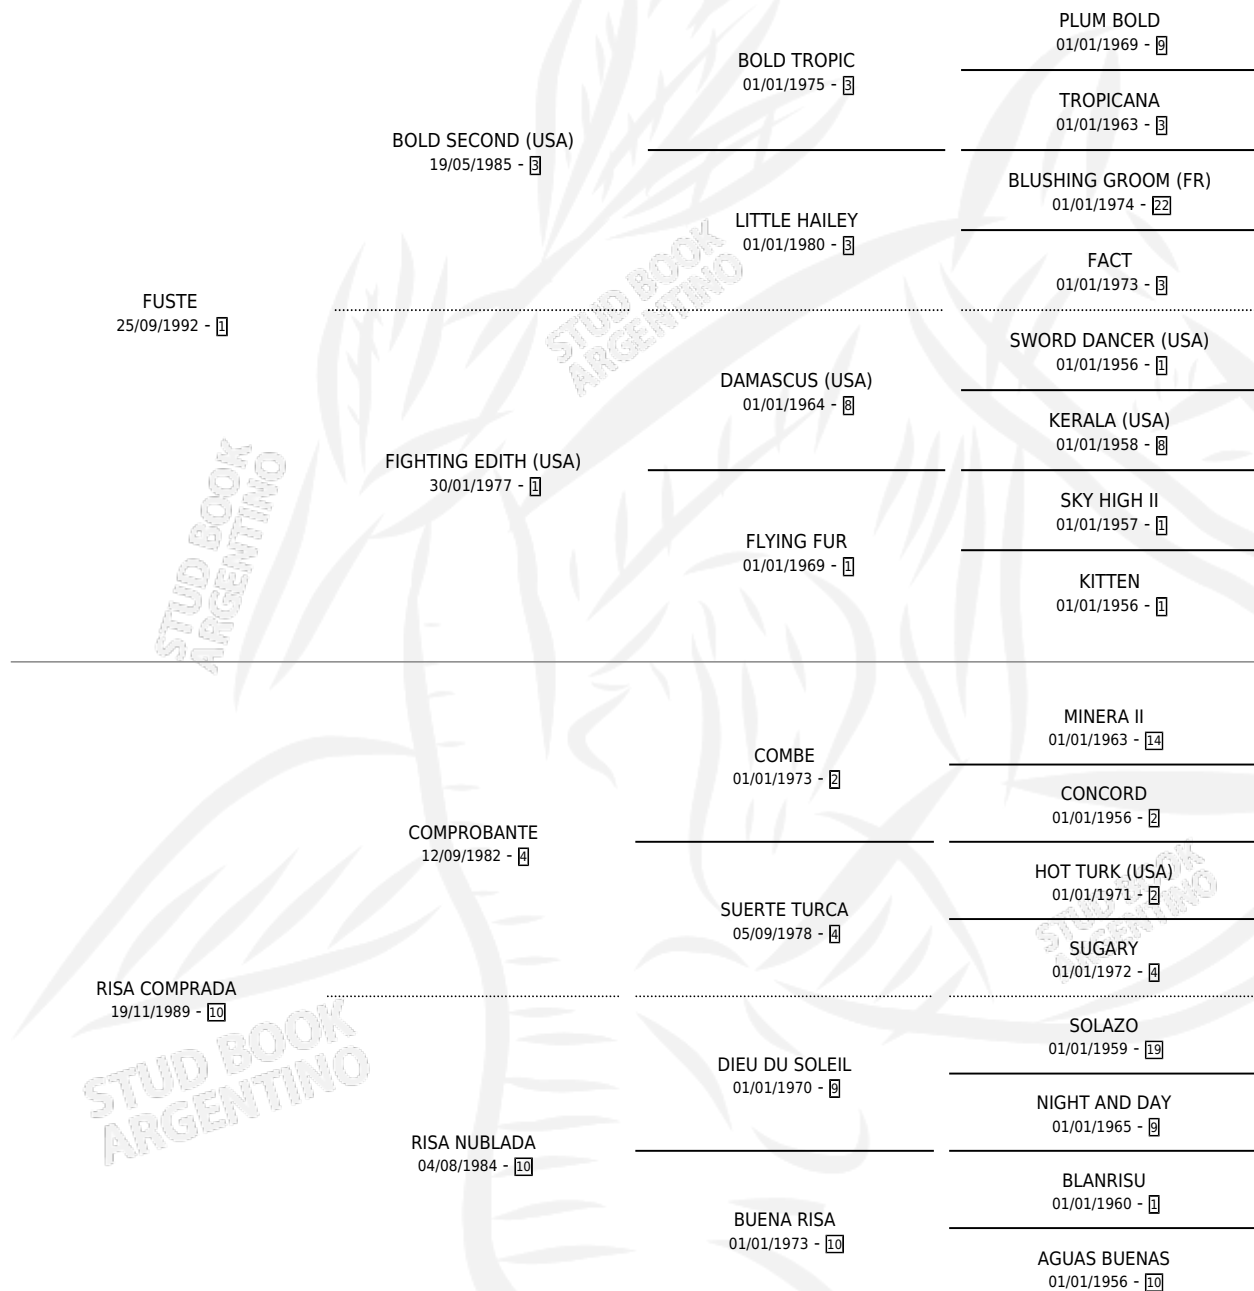 PLUM BOLD
01/01/1969 - 9
BOLD TROPIC
01/01/1975 - 3
TROPICANA
01/01/1963 - 3
BOLD SECOND (USA)
19/05/1985 - 3
BLUSHING GROOM (FR)
01/01/1974 - 22
LITTLE HAILEY
01/01/1980 - 3
FACT
01/01/1973 - 3
FUSTE
25/09/1992 - 1
SWORD DANCER (USA)
01/01/1956 - 1
DAMASCUS (USA)
01/01/1964 - 8
KERALA (USA)
01/01/1958 - 8
FIGHTING EDITH (USA)
30/01/1977 - 1
SKY HIGH II
01/01/1957 - 1
FLYING FUR
01/01/1969 - 1
KITTEN
01/01/1956 - 1
MINERA II
01/01/1963 - 14
COMBE
01/01/1973 - 2
CONCORD
01/01/1956 - 2
COMPROBANTE
12/09/1982 - 4
HOT TURK (USA)
01/01/1971 - 2
SUERTE TURCA
05/09/1978 - 4
SUGARY
01/01/1972 - 4
RISA COMPRADA
19/11/1989 - 10
SOLAZO
01/01/1959 - 19
DIEU DU SOLEIL
01/01/1970 - 9
NIGHT AND DAY
01/01/1965 - 9
RISA NUBLADA
04/08/1984 - 10
BLANRISU
01/01/1960 - 1
BUENA RISA
01/01/1973 - 10
AGUAS BUENAS
01/01/1956 - 10
STUD BOOK
ARGENTINO
STUD BOOK
ARGENTINO
STUD BOOK
ARGENTINO
STUD BOOK
ARGENTINO